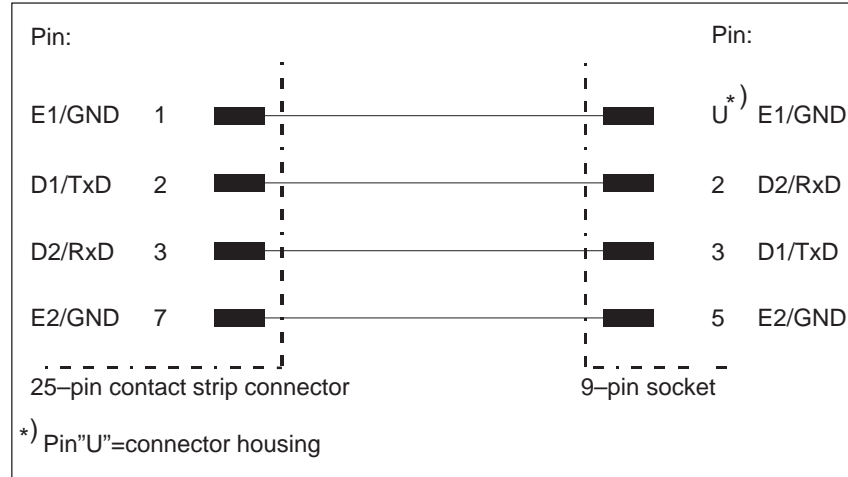 Pin: Pin:
E1/GND 1 U*) E1/GND
D1/TxD 2 2 D2/RxD
D2/RxD 3 3 D1/TxD
E2/GND 7 5 E2/GND
25–pin contact strip connector 9–pin socket
*) Pin”U”=connector housing